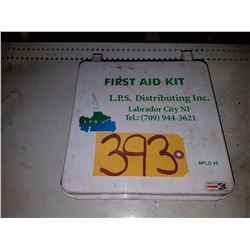 FIRST AID KIT
L.P.S. Distributing Inc.
Labrador City NF
Tel.: (709) 944-3621
L.P.S.
393
NFLD #3